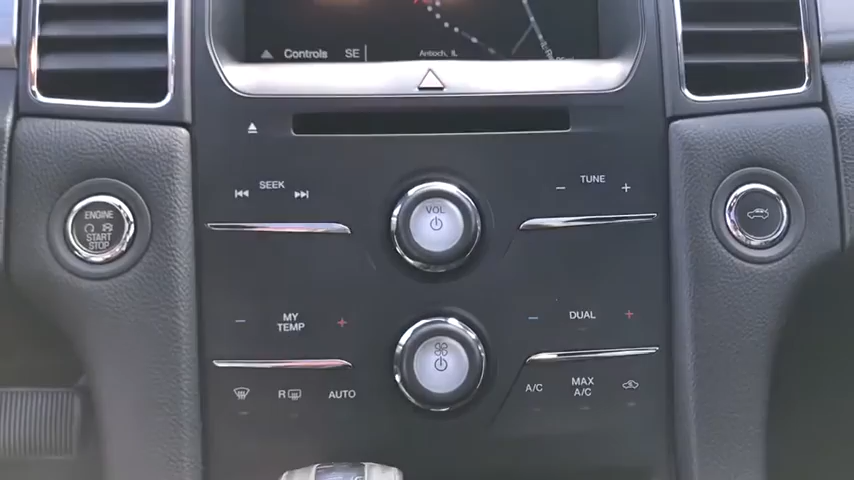 Controls SE Antioch, IL
SEEK VOL - TUNE +
ENGINE
START
STOP
- MY TEMP + - DUAL +
R AUTO A/C MAX A/C